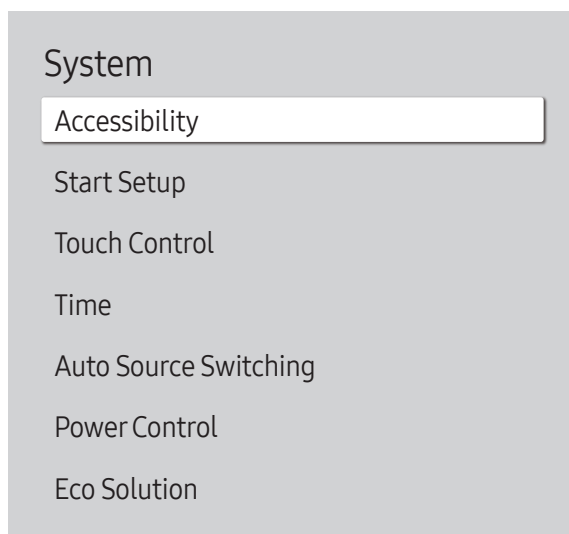 System
Accessibility
Start Setup
Touch Control
Time
Auto Source Switching
Power Control
Eco Solution